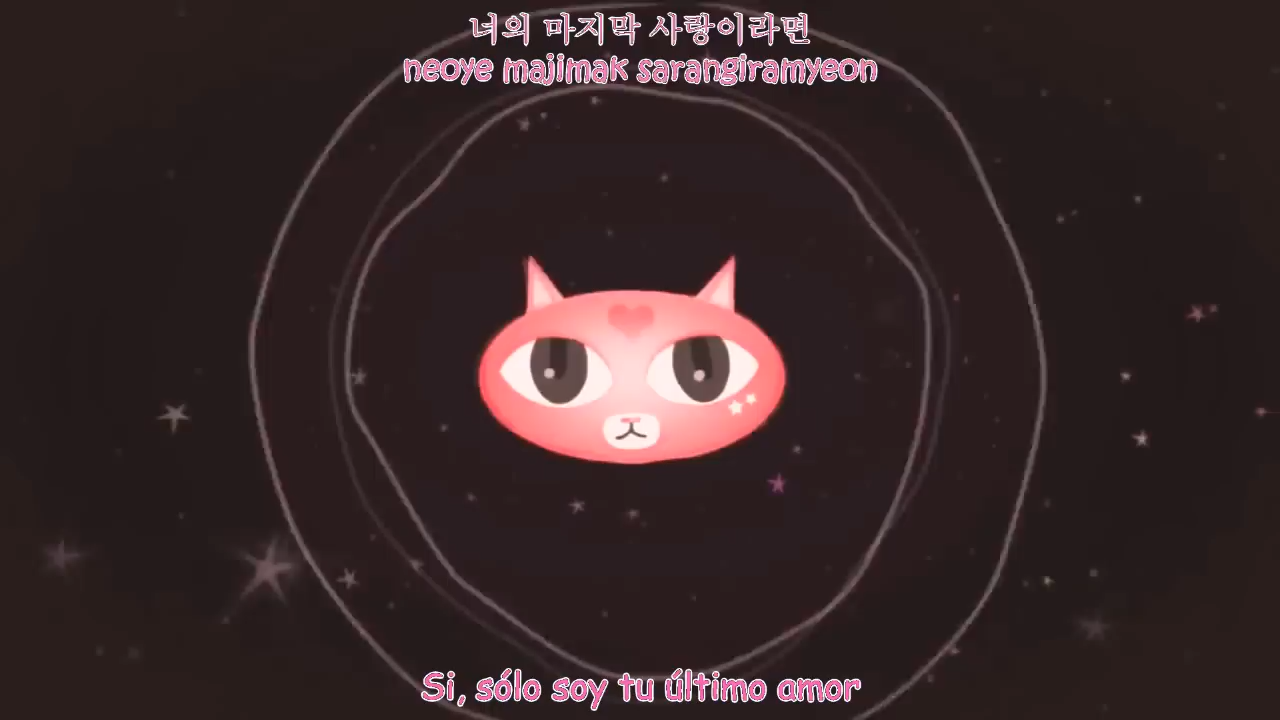 너의 마지막 사랑이라면
neoye majimak sarangiramyeon
Si, sólo soy tu último amor